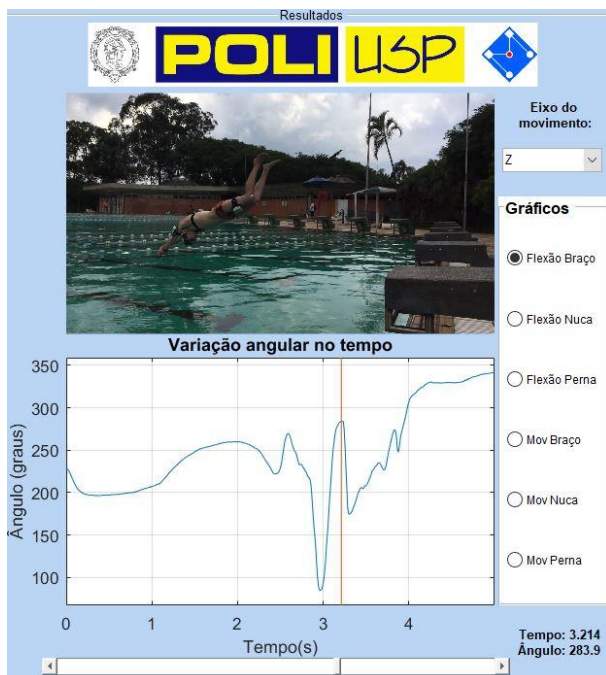 Resultados
POLI USP
Eixo do
movimento:
Z
Gráficos
Flexão Braço
Flexão Nuca
Flexão Perna
Mov Braço
Mov Nuca
Mov Perna
Variação angular no tempo
Ângulo (graus)
350
300
250
200
150
100
0 1 2 3 4
Tempo(s)
Tempo: 3.214
Ângulo: 283.9